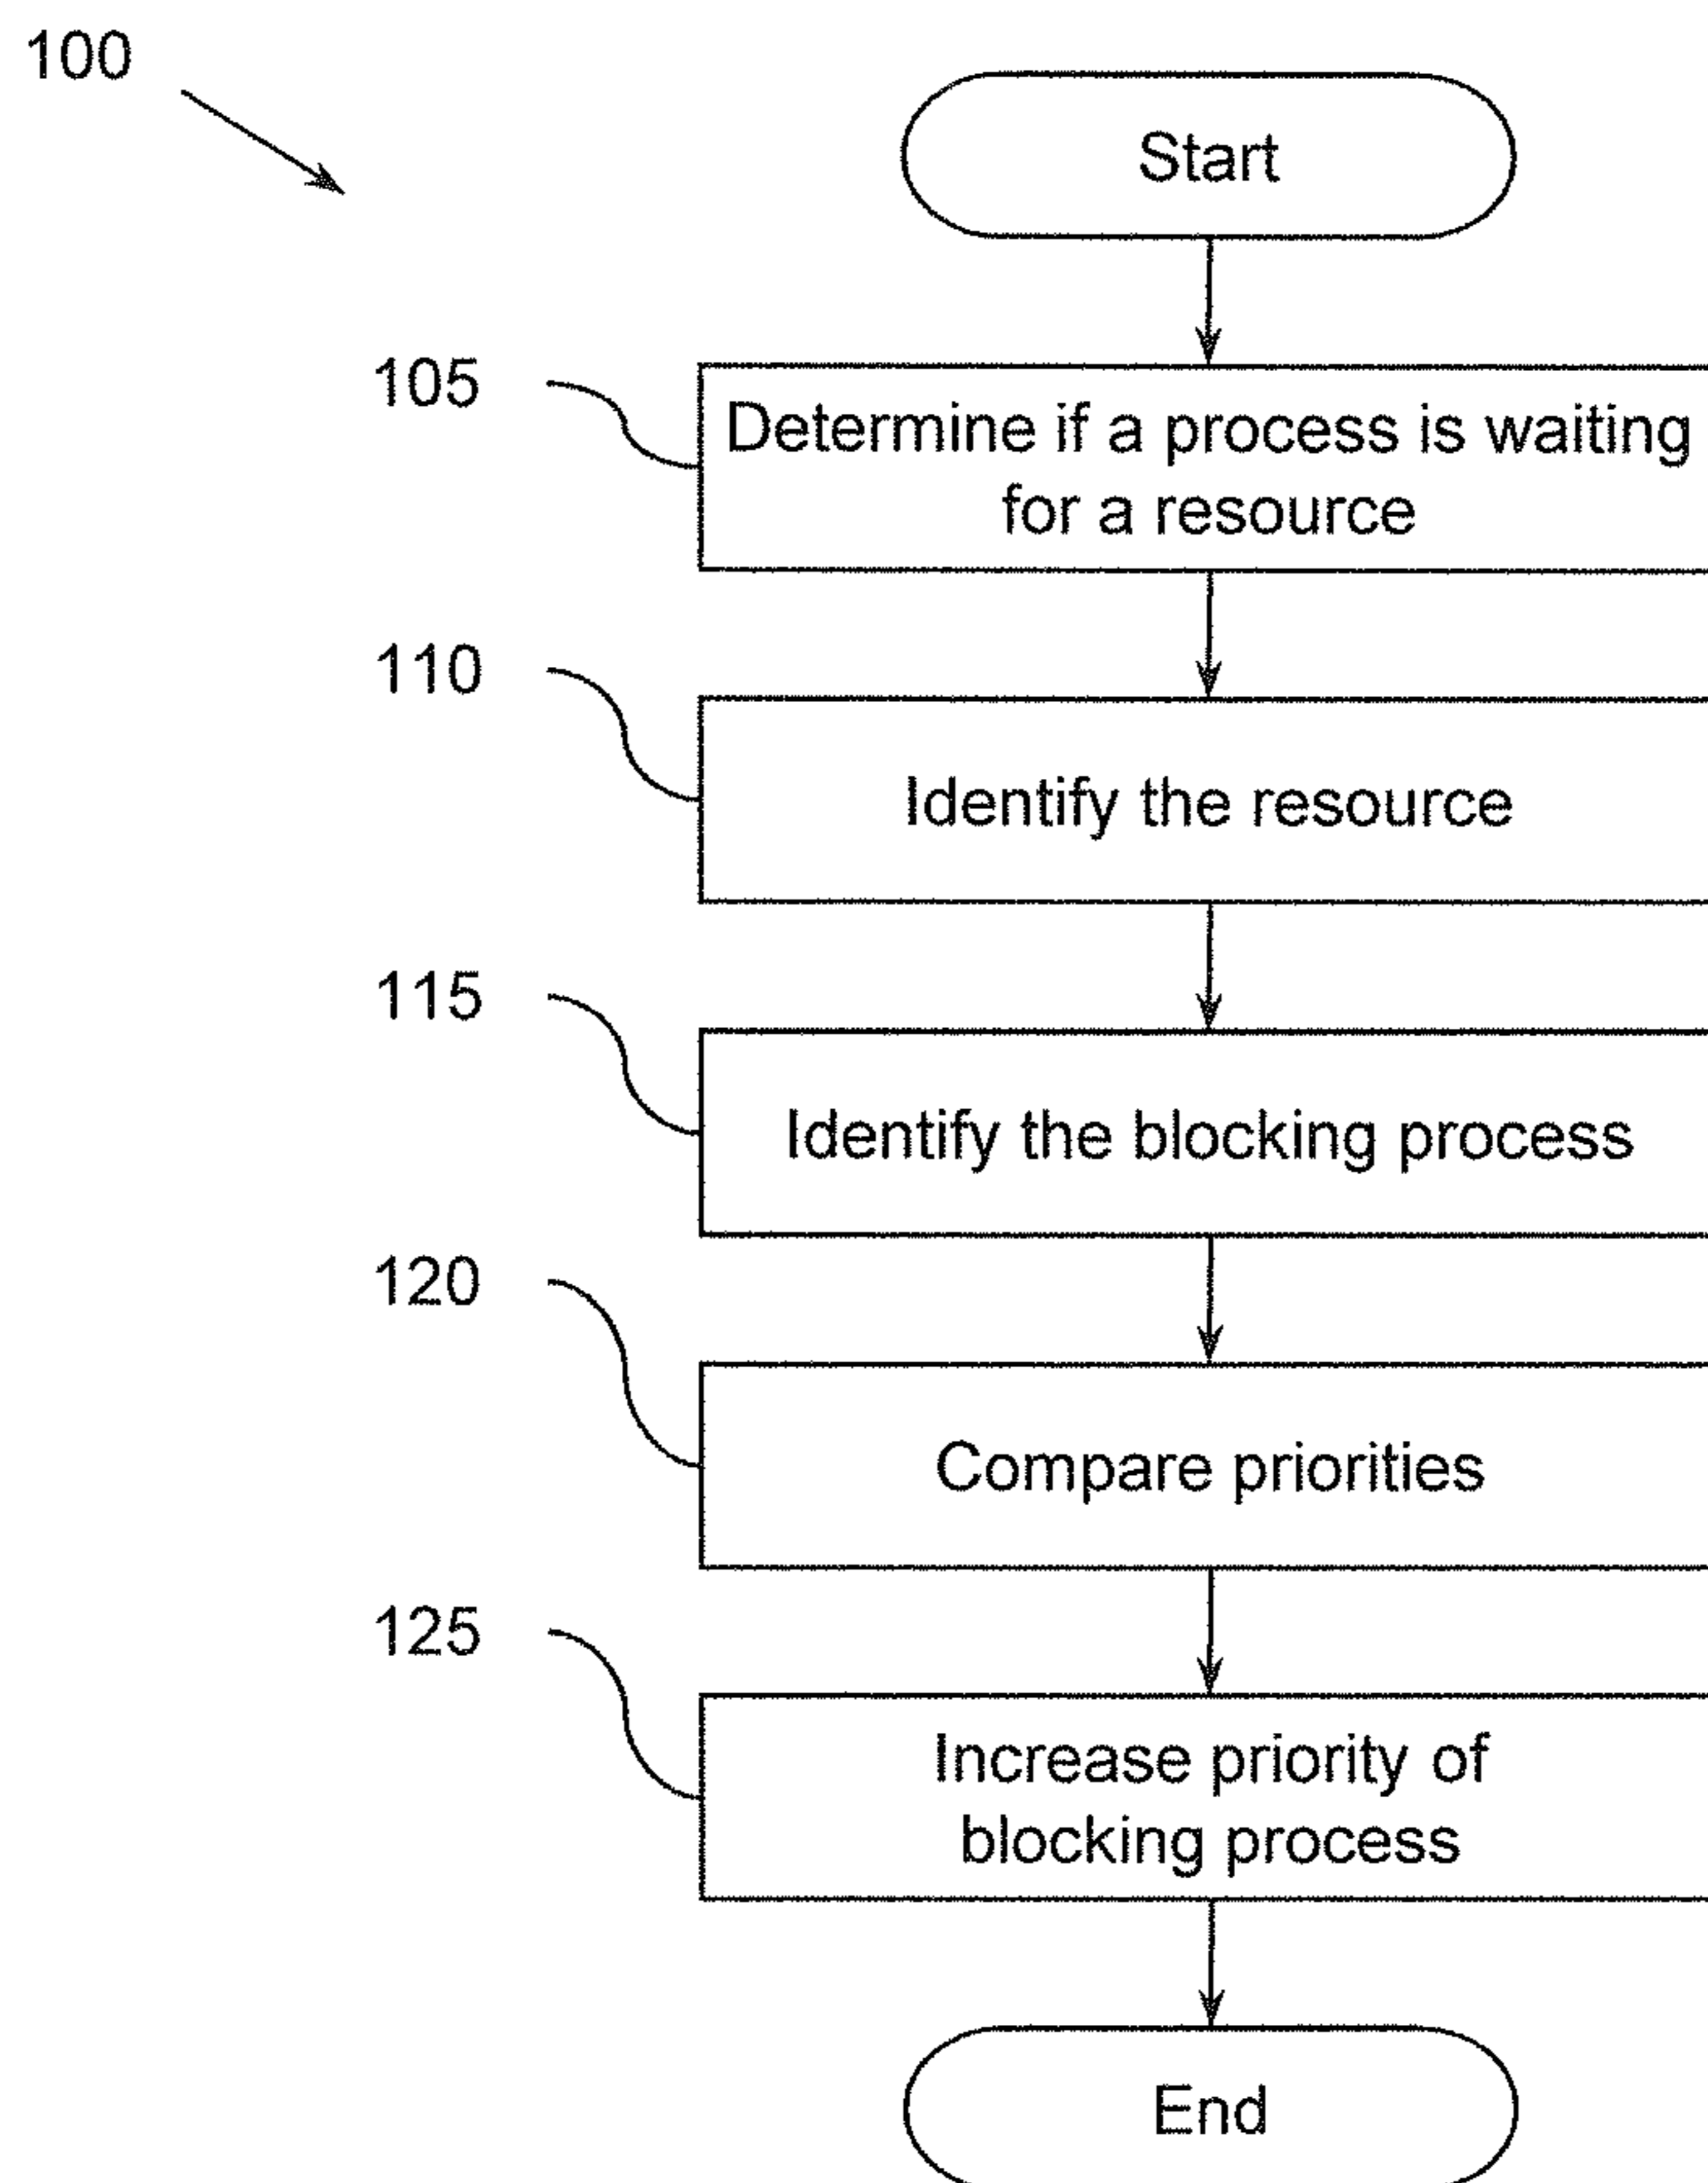 100
Start
105
Determine if a process is waiting
for a resource
110
Identify the resource
115
Identify the blocking process
120
Compare priorities
125
Increase priority of
blocking process
End